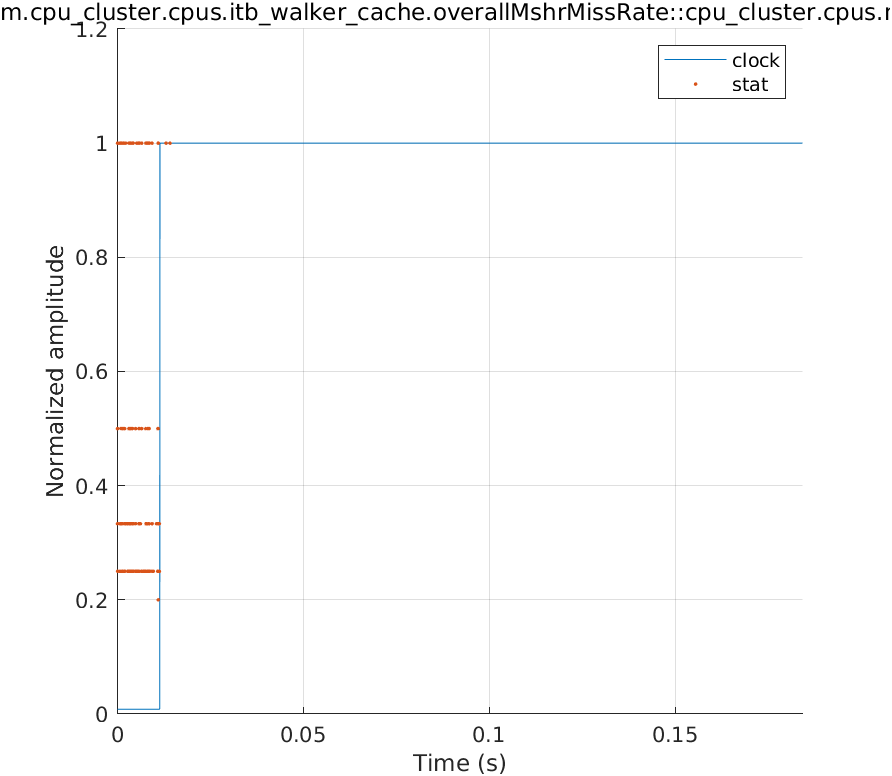 m.cpu_cluster.cpus.itb_walker_cache.overallMshrMissRate::cpu_cluster.cpus.r
1.2
1
0.8
0.6
0.4
0.2
0
Normalized amplitude
clock
stat
0
0.05
0.1
0.15
Time (s)